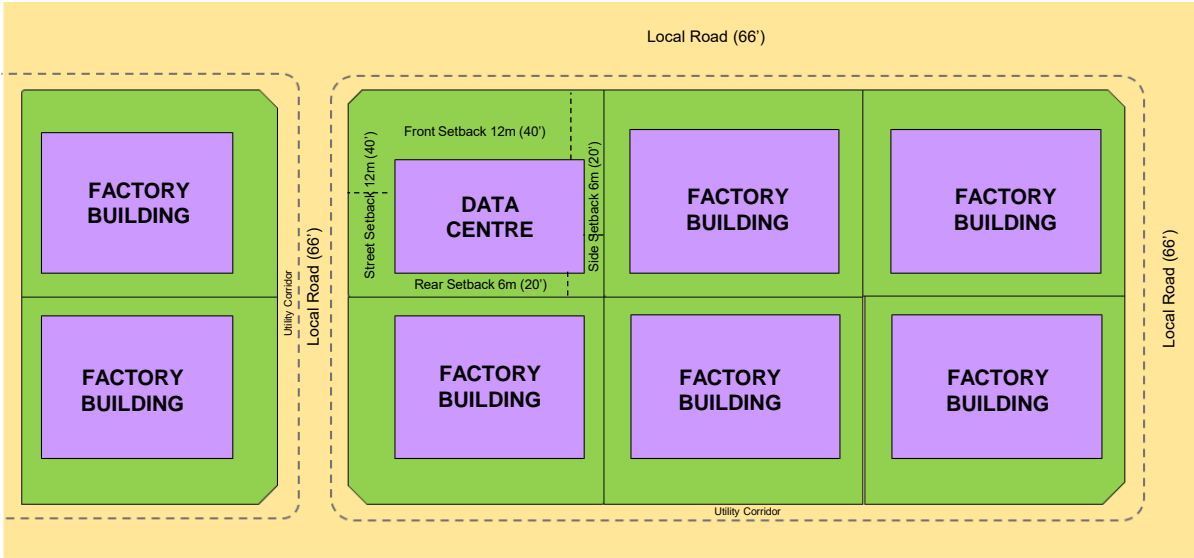 Local Road (66’)
Front Setback 12m (40’)
Street Setback 12m (40’)
Side Setback 6m (20’)
Rear Setback 6m (20’)
FACTORY
BUILDING
DATA
CENTRE
FACTORY
BUILDING
FACTORY
BUILDING
Utility Corridor
Local Road (66’)
Local Road (66’)
FACTORY
BUILDING
FACTORY
BUILDING
FACTORY
BUILDING
FACTORY
BUILDING
Utility Corridor